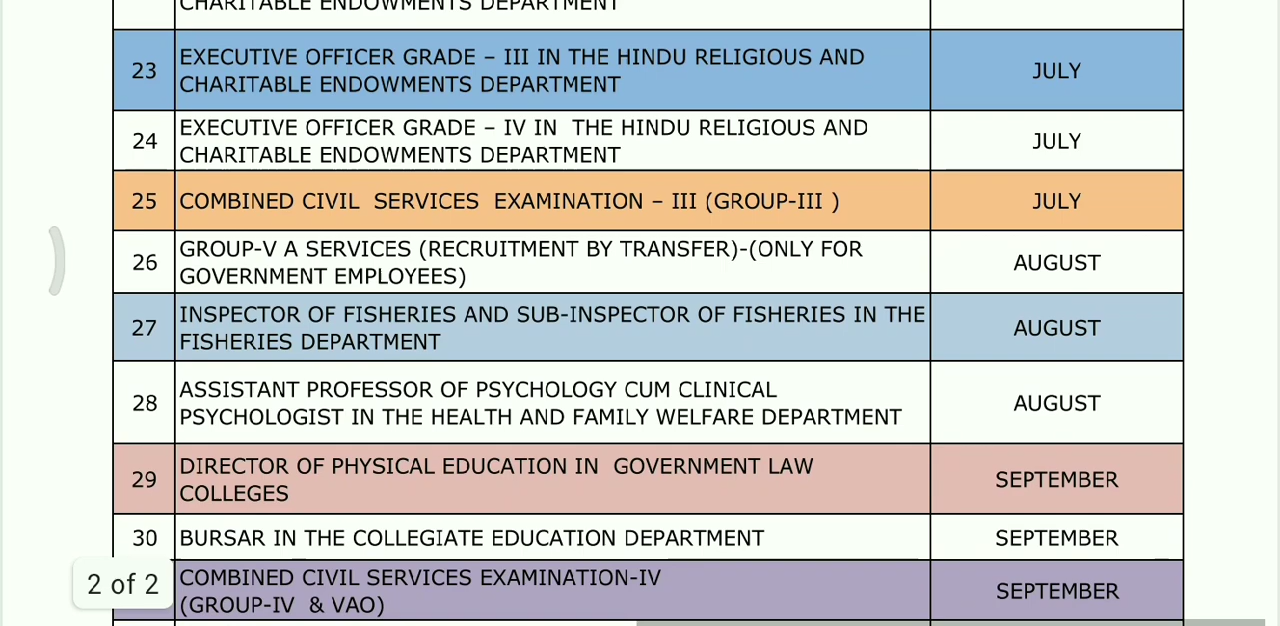 CHARITABLE ENDOWMENTS DEPARTMENT
23 EXECUTIVE OFFICER GRADE – III IN THE HINDU RELIGIOUS AND
CHARITABLE ENDOWMENTS DEPARTMENT
JULY
24 EXECUTIVE OFFICER GRADE – IV IN THE HINDU RELIGIOUS AND
CHARITABLE ENDOWMENTS DEPARTMENT
JULY
25 COMBINED CIVIL SERVICES EXAMINATION – III (GROUP-III ) JULY
26 GROUP-V A SERVICES (RECRUITMENT BY TRANSFER)-(ONLY FOR
GOVERNMENT EMPLOYEES)
AUGUST
27 INSPECTOR OF FISHERIES AND SUB-INSPECTOR OF FISHERIES IN THE
FISHERIES DEPARTMENT
AUGUST
28 ASSISTANT PROFESSOR OF PSYCHOLOGY CUM CLINICAL
PSYCHOLOGIST IN THE HEALTH AND FAMILY WELFARE DEPARTMENT
AUGUST
29 DIRECTOR OF PHYSICAL EDUCATION IN GOVERNMENT LAW
COLLEGES
SEPTEMBER
30 BURSAR IN THE COLLEGIATE EDUCATION DEPARTMENT SEPTEMBER
COMBINED CIVIL SERVICES EXAMINATION-IV
(GROUP-IV & VAO)
SEPTEMBER
2 of 2